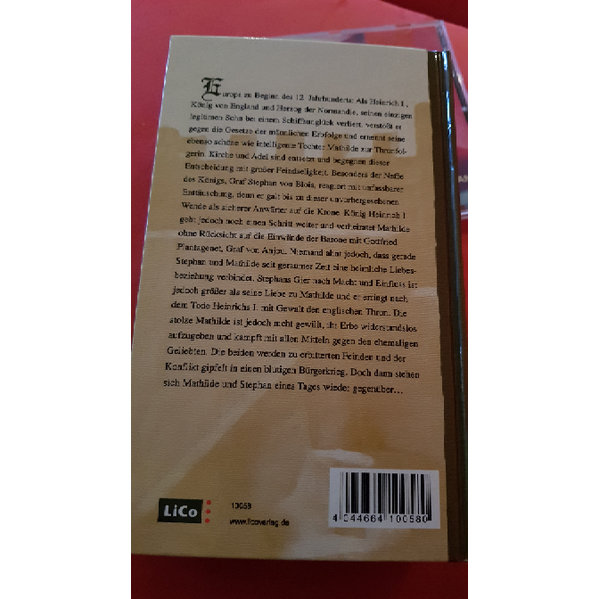 Europa zu Beginn des 12. Jahrhunderts: Als Heinrich I.,
König von England und Herzog der Normandie, seinen einzigen
legitimen Sohn bei einem Schiffsunglück verliert, verstößt er
gegen die Gesetze der männlichen Erbfolge und ernennt seine
ebenso schöne wie intelligente Tochter Mathilde zur Thronfol-
gerin. Kirche und Adel sind entsetzt und begegnen dieser
Entscheidung mit großer Feindseligkeit. Besonders der Neffe
des Königs, Graf Stephan von Blois, reagiert mit unfassbarer
Enttäuschung, denn er galt bis zu dieser unvorhergesehenen
Wende als sicherer Anwärter auf die Krone. König Heinrich I.
geht jedoch noch einen Schritt weiter und verheiratet Mathilde
ohne Rücksicht auf die Einwände der Barone mit Gottfried
Plantagenet, Graf von Anjou. Niemand ahnt jedoch, dass gerade
Stephan und Mathilde seit geraumer Zeit eine heimliche Liebes-
beziehung verbindet. Stephans Gier nach Macht und Einfluss ist
jedoch größer als seine Liebe zu Mathilde und er erringt nach
dem Tode Heinrichs I. mit Gewalt den englischen Thron. Die
stolze Mathilde ist jedoch nicht gewillt, ihr Erbe widerstandslos
aufzugeben und kämpft mit allen Mitteln gegen den ehemaligen
Geliebten. Die beiden werden zu erbitterten Feinden und der
Konflikt gipfelt in einen blutigen Bürgerkrieg. Doch dann stehen
sich Mathilde und Stephan eines Tages wieder gegenüber...
LiCo
10058
www.licoverlag.de
4 044664 100580